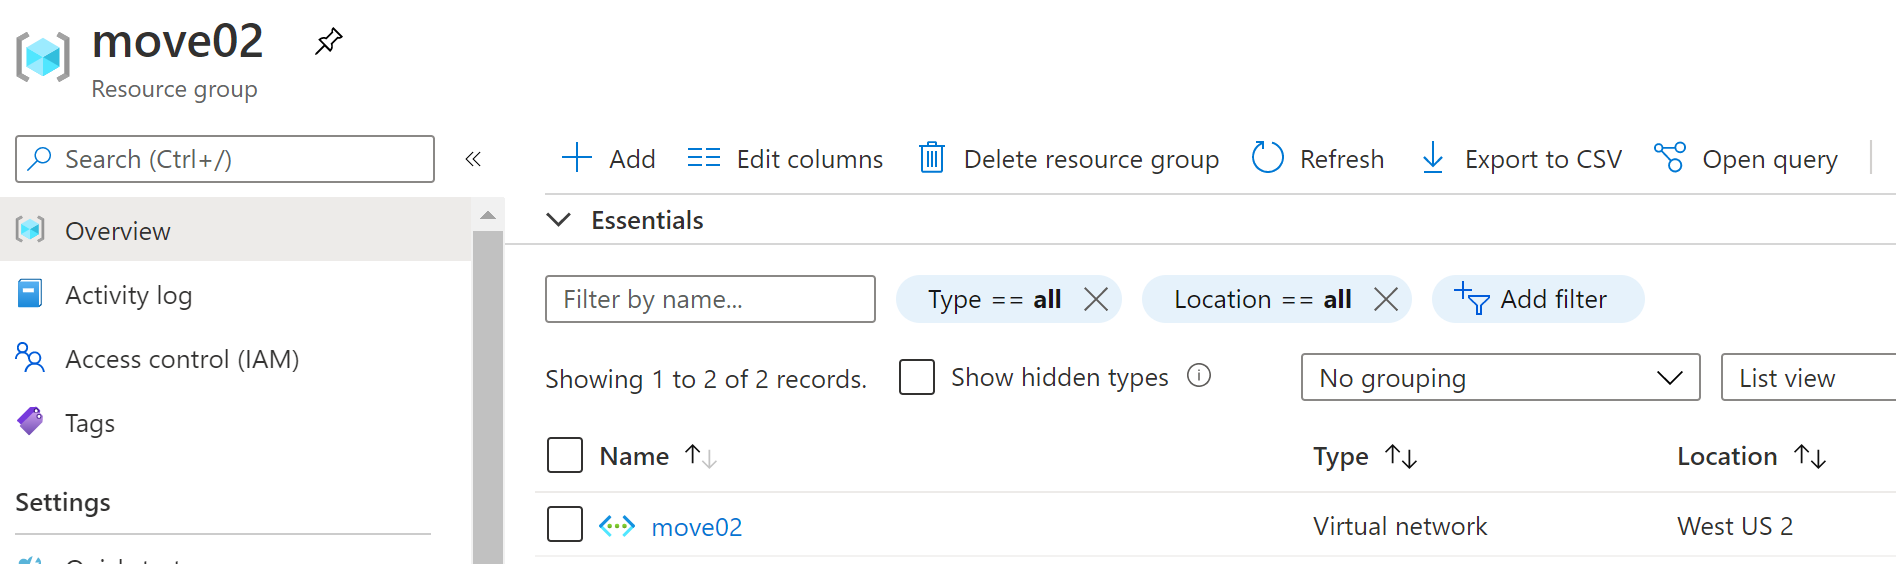 move02
Resource group
Search (Ctrl+/)
Overview
Activity log
Access control (IAM)
Tags
Settings
Add
Edit columns
Delete resource group
Refresh
Export to CSV
Open query
Essentials
Filter by name...
Type == all
Location == all
Add filter
Showing 1 to 2 of 2 records.
Show hidden types
No grouping
List view
Name
Type
Location
move02
Virtual network
West US 2